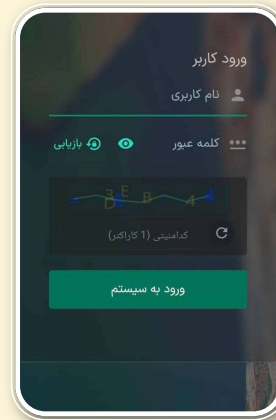 ورود کاربر
نام کاربری
کلمه عبور
بازیابی
کدامنیتی (1 کاراکتر)
ورود به سیستم